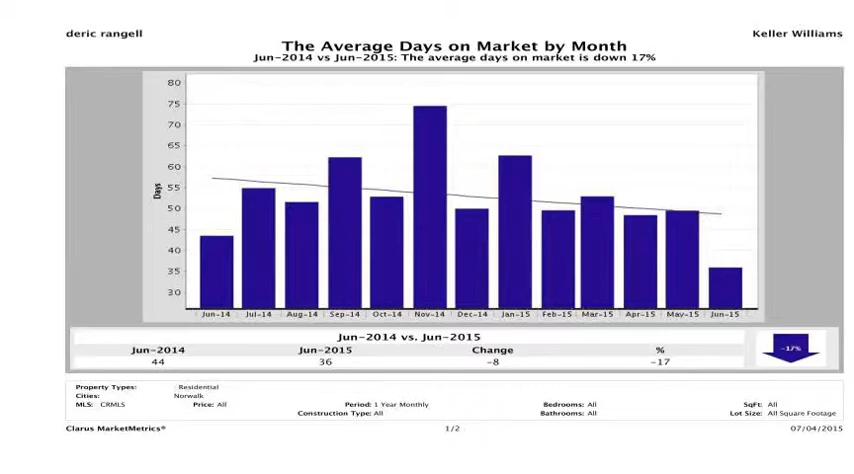 deric rangell Keller Williams
The Average Days on Market by Month
Jun-2014 vs Jun-2015: The average days on market is down 17%
80
75
70
65
60
55
50
45
40
35
30
Days
Jun-14 Jul-14 Aug-14 Sep-14 Oct-14 Nov-14 Dec-14 Jan-15 Feb-15 Mar-15 Apr-15 May-15 Jun-15
Jun-2014 vs. Jun-2015
Jun-2014 Jun-2015 Change %
44 36 -8 -17
-17%
Property Types: Residential
Cities: Norwalk
MLS: CRMLS Price: All Period: 1 Year Monthly Bedrooms: All SqFt: All
Construction Type: All Bathrooms: All Lot Size: All Square Footage
Clarus MarketMetrics® 1/2 07/04/2015